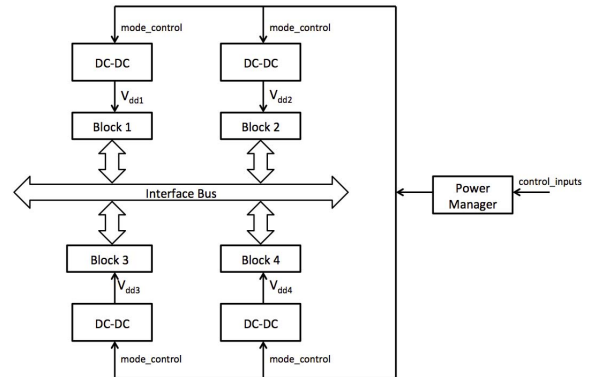 mode_control mode_control
DC-DC DC-DC
Vdd1 Vdd2
Block 1 Block 2
Interface Bus
Power
Manager
control_inputs
Block 3 Block 4
Vdd3 Vdd4
DC-DC DC-DC
mode_control mode_control